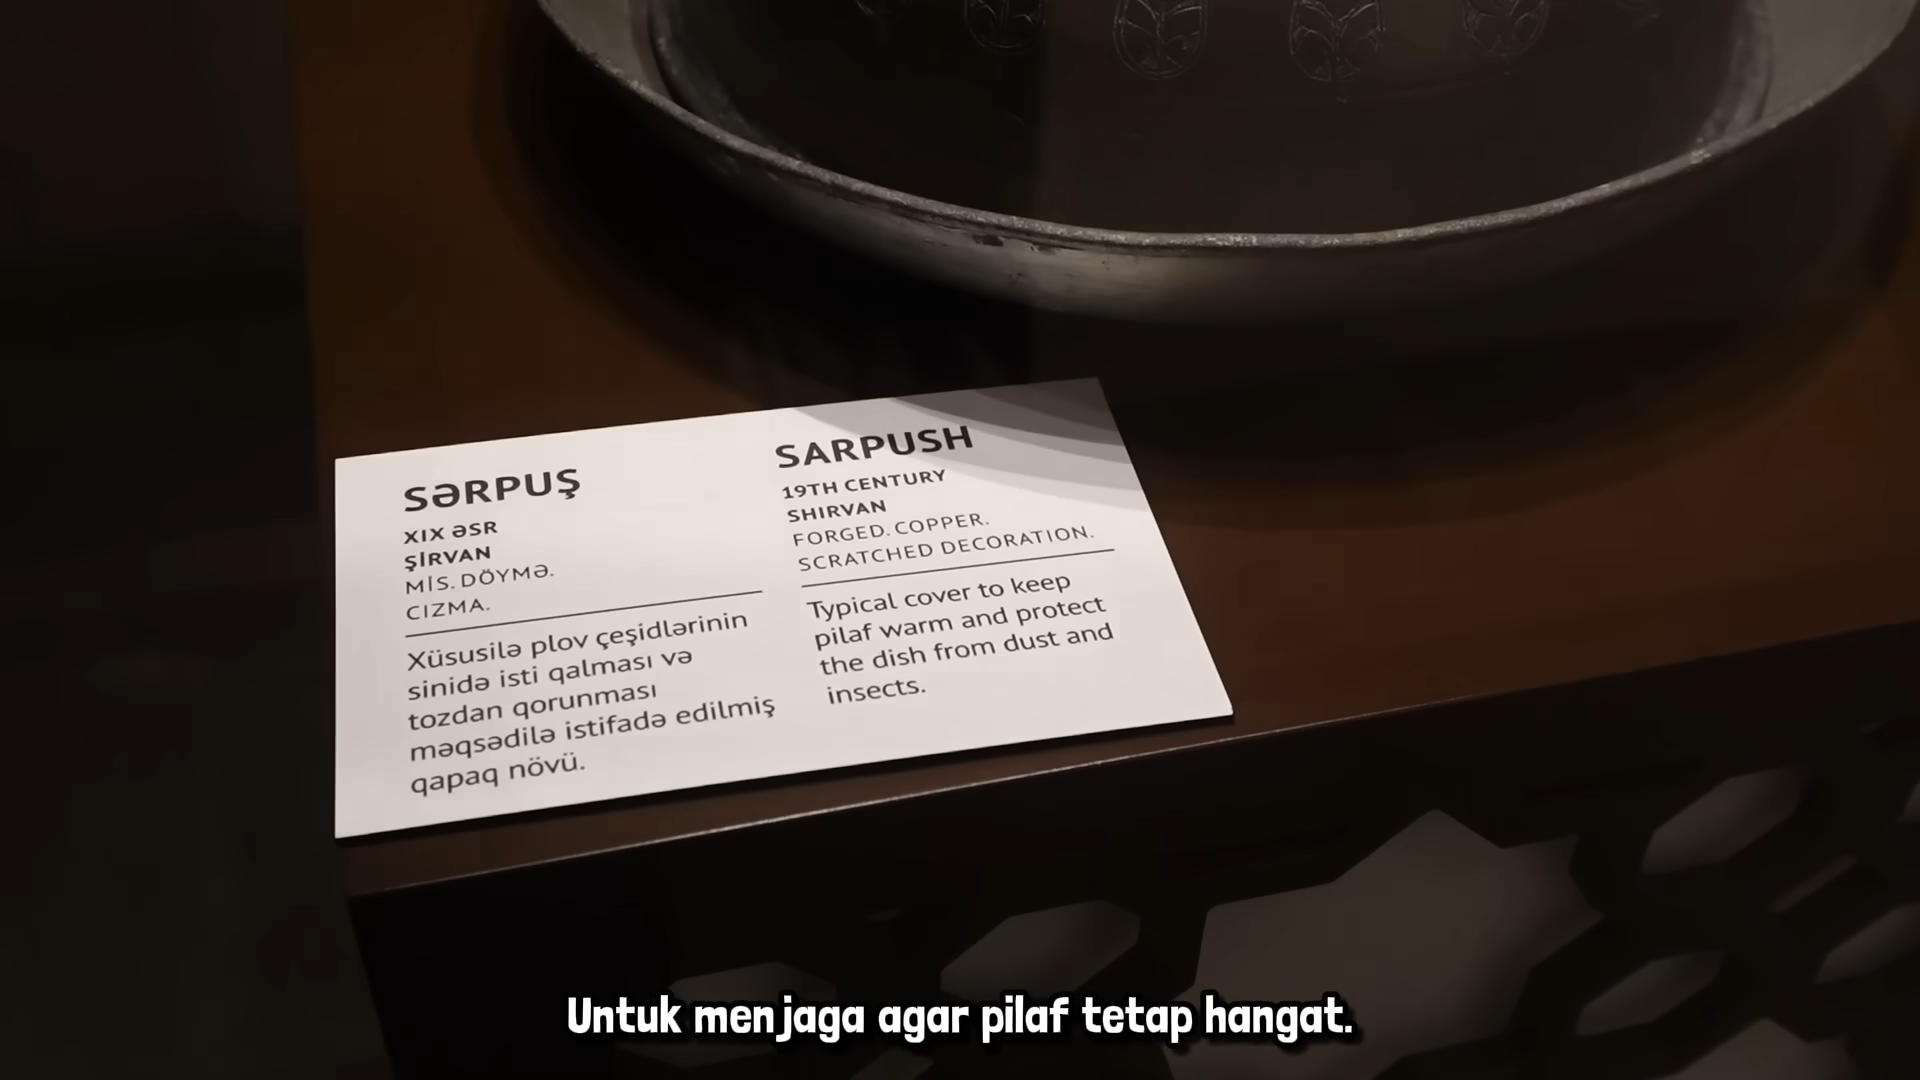 SƏRPUŞ
XIX ƏSR
ŞİRVAN
MİS. DÖYMƏ.
CIZMA.
Xüsusilə plov çeşidlərinin
sinidə isti qalması və
tozdan qorunması
məqsədilə istifadə edilmiş
qapaq növü.
SARPUSH
19TH CENTURY
SHIRVAN
FORGED. COPPER.
SCRATCHED DECORATION.
Typical cover to keep
pilaf warm and protect
the dish from dust and
insects.
Untuk menjaga agar pilaf tetap hangat.